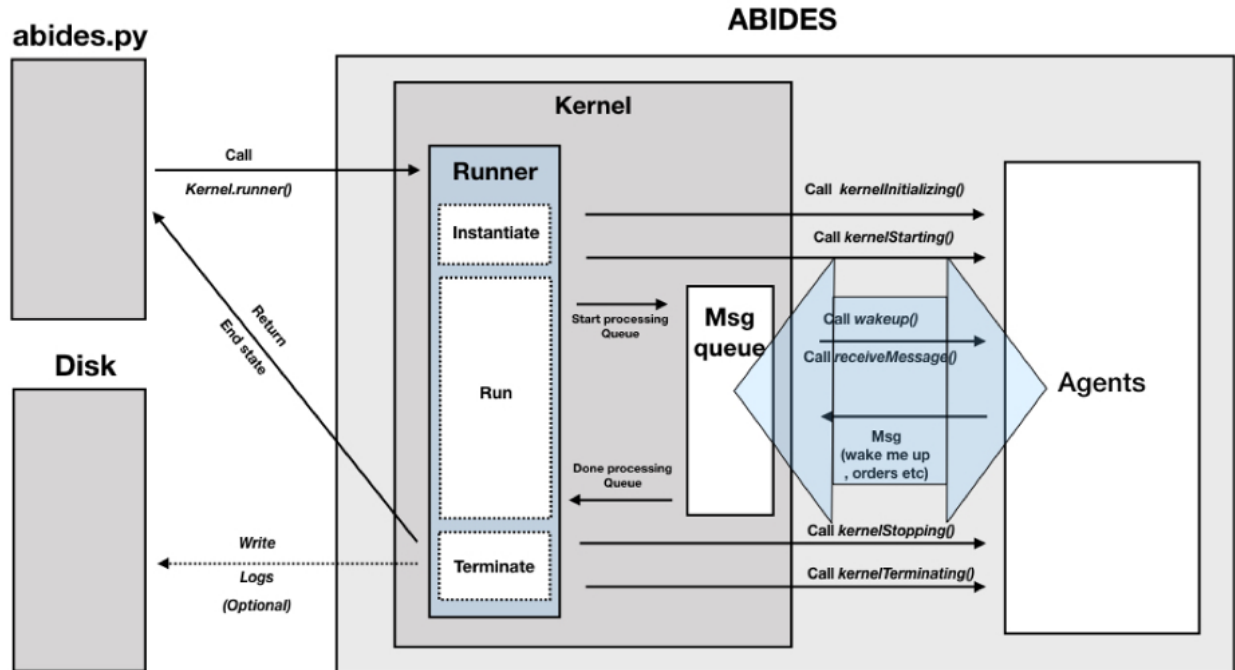 ABIDES
abides.py
Kernel
Call
Kernel.runner()
Runner
Instantiate
Run
Terminate
Call kernelInitializing()
Call kernelStarting()
Start processing
Queue
Msg
queue
Call wakeup()
Call receiveMessage()
Agents
Msg
(wake me up
, orders etc)
Done processing
Queue
Call kernelStopping()
Call kernelTerminating()
Return
End state
Disk
Write
Logs
(Optional)